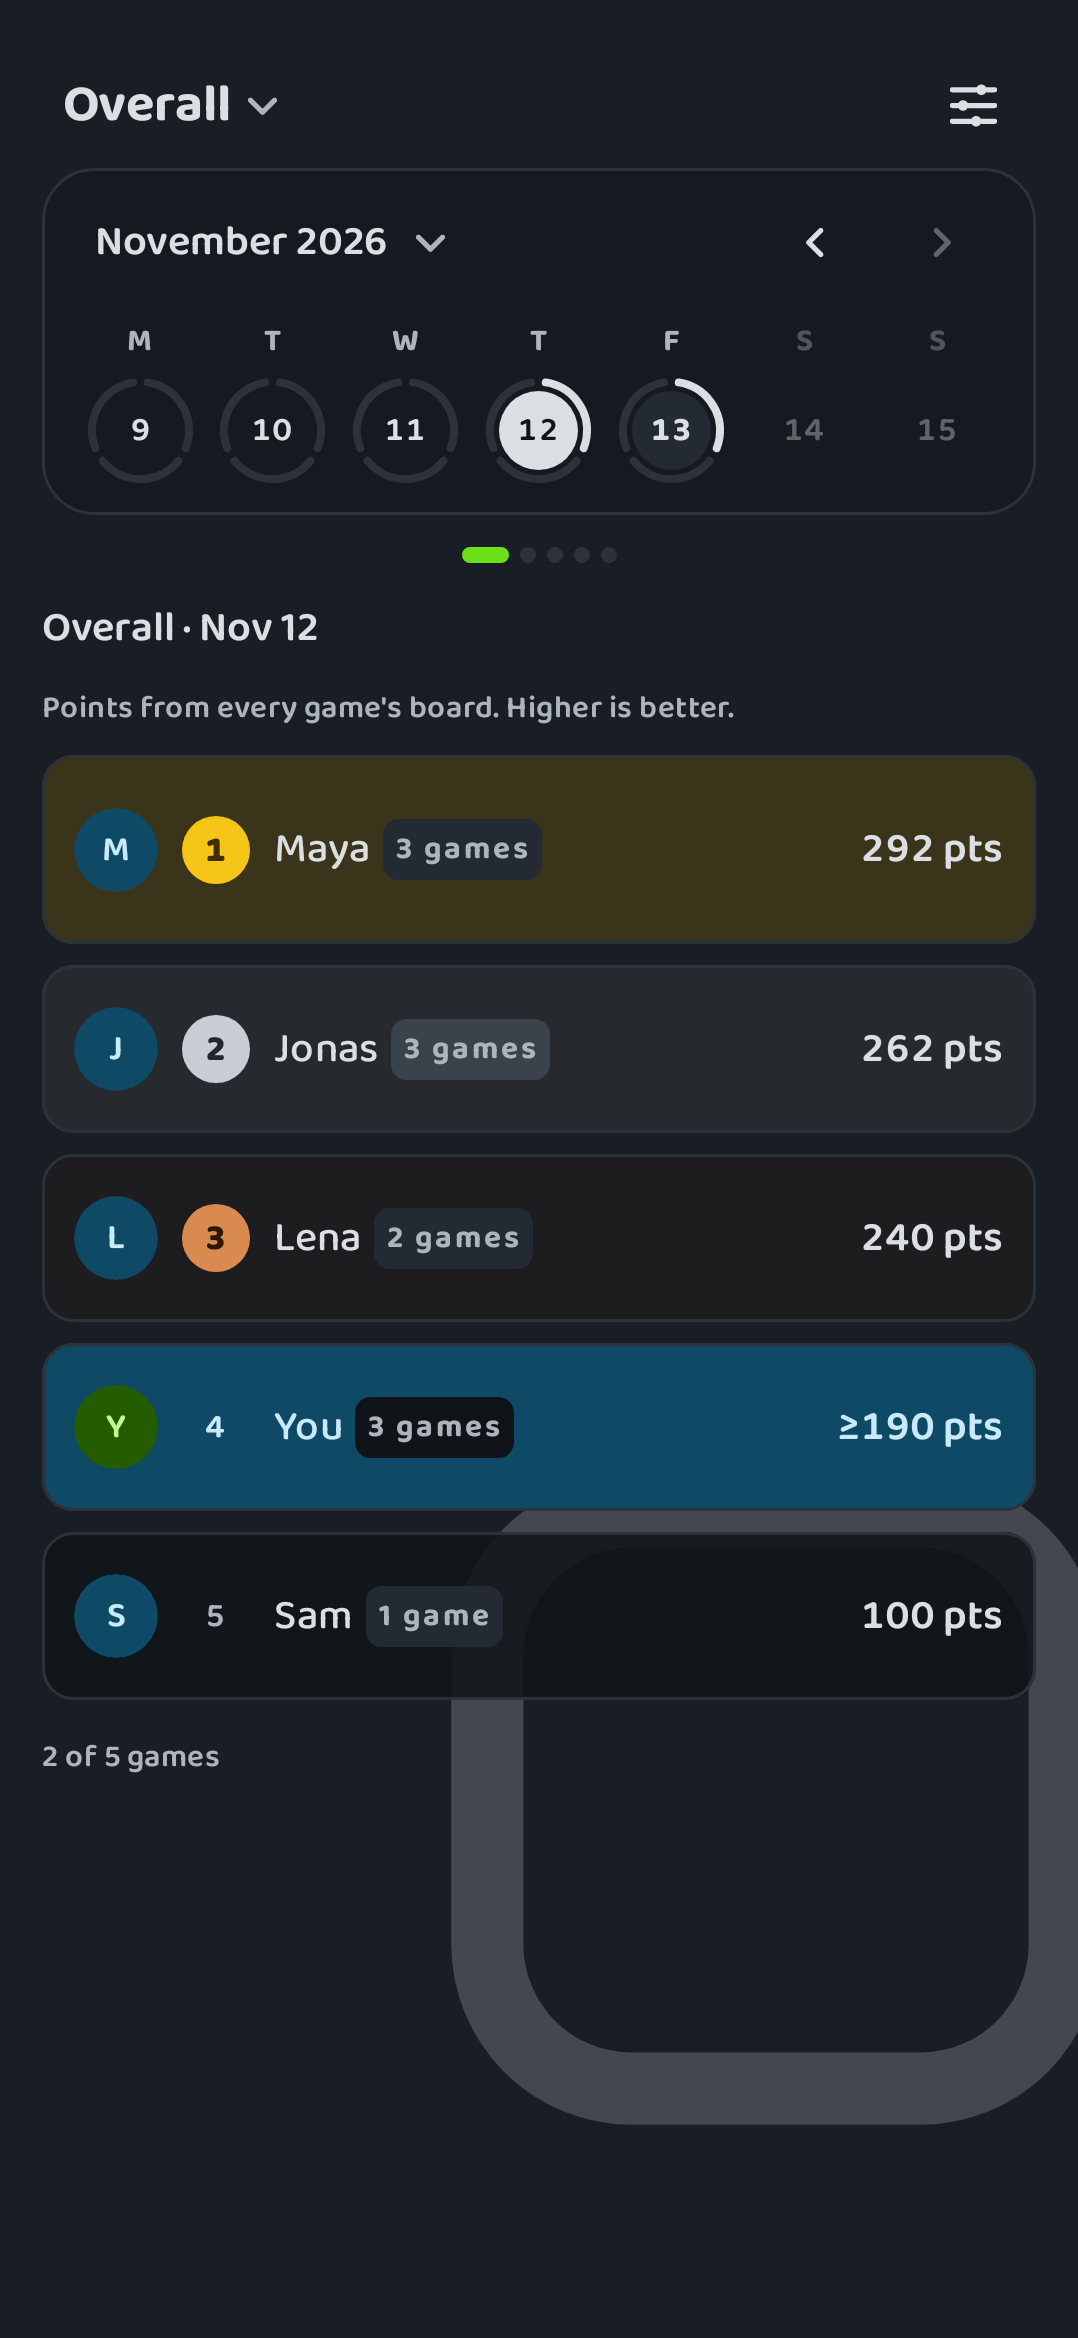 Overall
November 2026
M T W T F S S
9 10 11 12 13 14 15
Overall · Nov 12
Points from every game's board. Higher is better.
M 1 Maya 3 games 292 pts
J 2 Jonas 3 games 262 pts
L 3 Lena 2 games 240 pts
Y 4 You 3 games ≥190 pts
S 5 Sam 1 game 100 pts
2 of 5 games